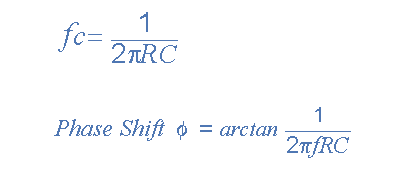 fc= 1/2πRC
Phase Shift ϕ = arctan 1/2πfRC